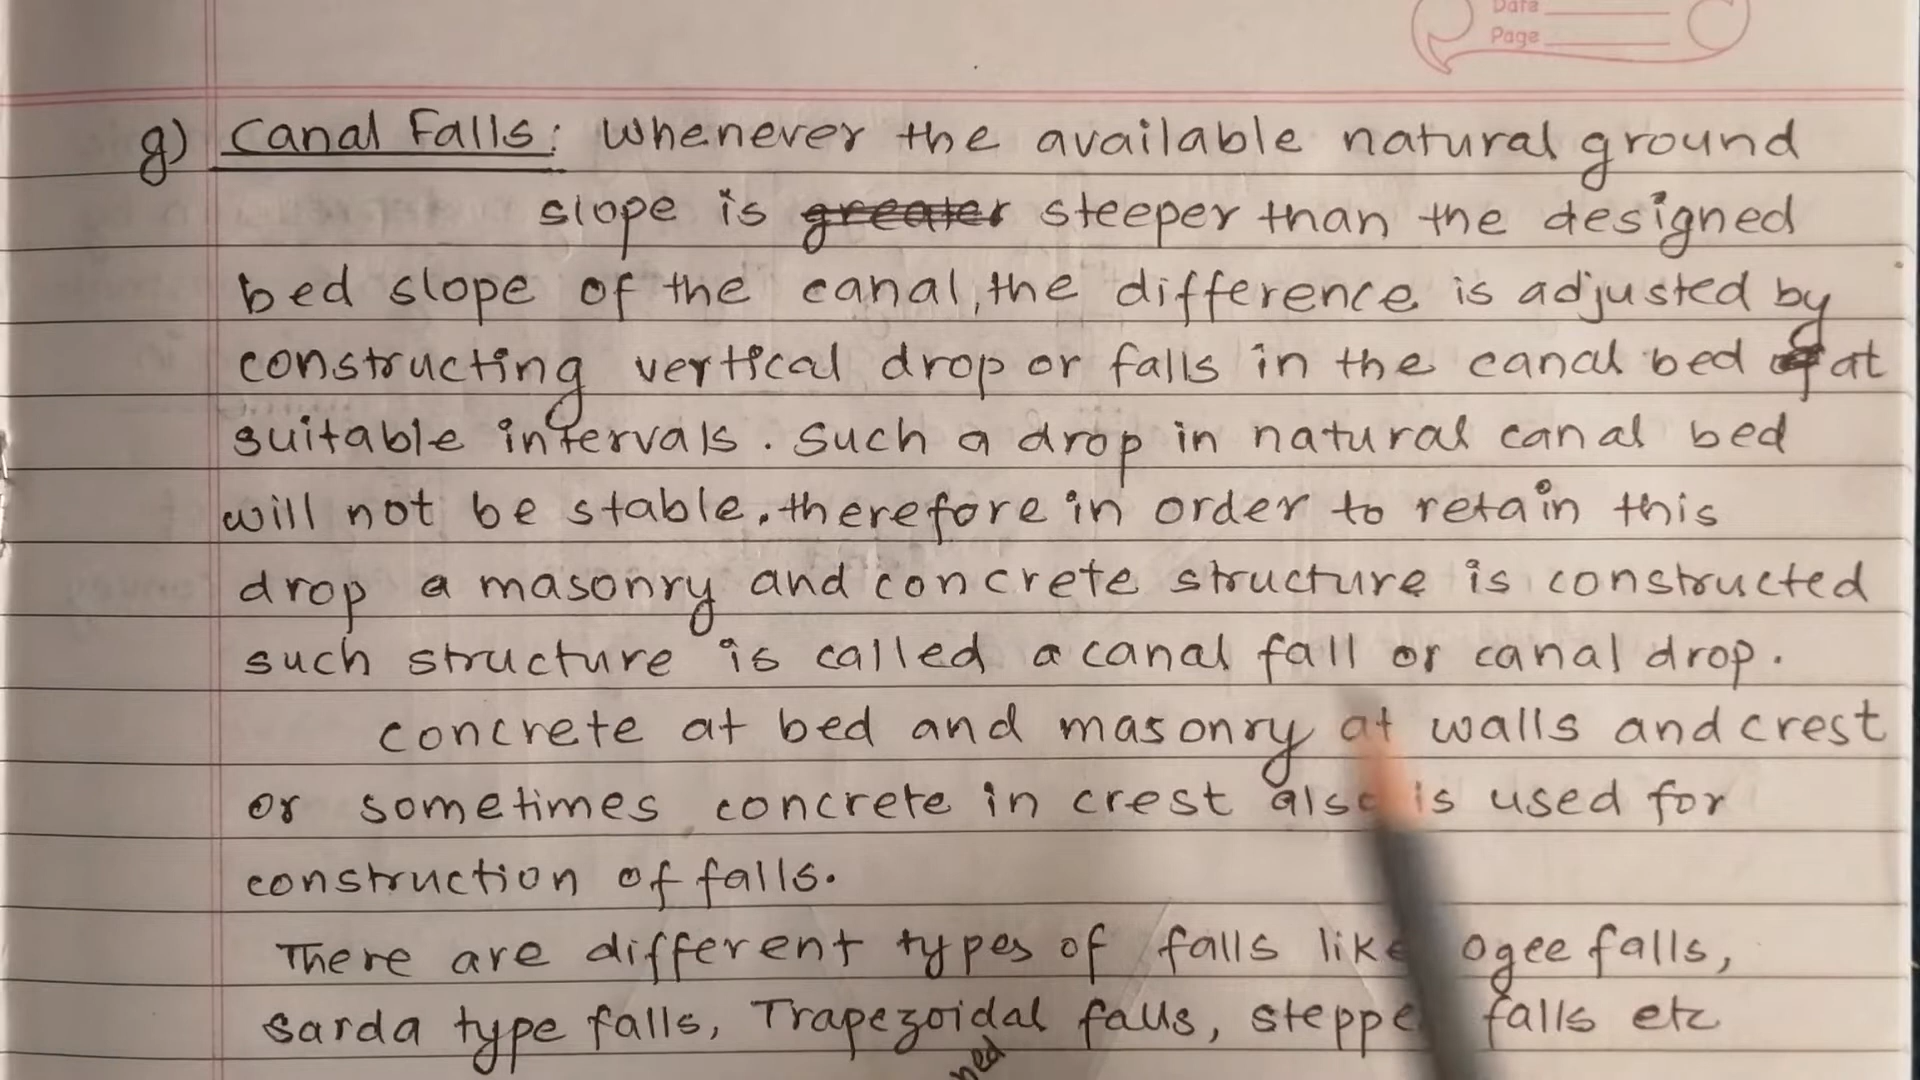 Date
Page
g) Canal Falls: Whenever the available natural ground
slope is greater steeper than the designed
bed slope of the canal, the difference is adjusted by
constructing vertical drop or falls in the canal bed at
suitable intervals. Such a drop in natural canal bed
will not be stable. therefore in order to retain this
drop a masonry and concrete structure is constructed
such structure is called a canal fall or canal drop.
concrete at bed and masonry at walls and crest
or sometimes concrete in crest also is used for
construction of falls.
There are different types of falls like ogee falls,
sarda type falls, Trapezoidal falls, steppe falls etc
ned